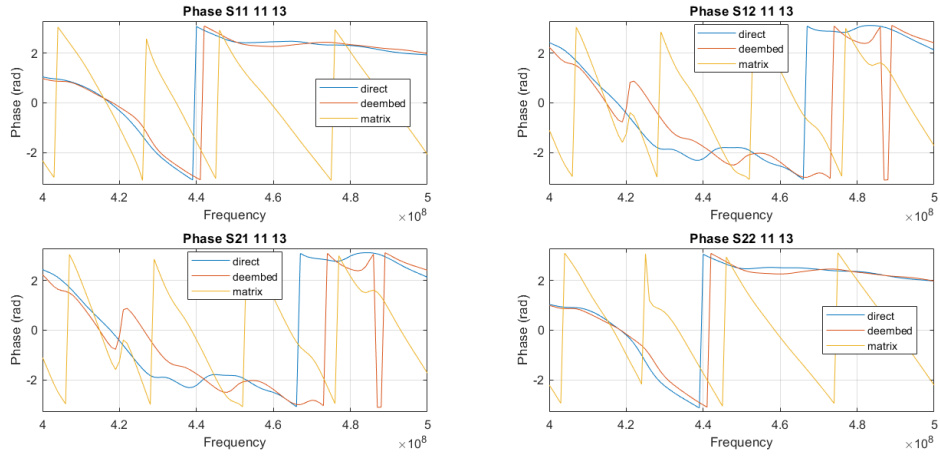 Phase S11 11 13
Phase (rad)
2
0
-2
direct
deembed
matrix
4
4.2
4.4
4.6
4.8
5
Frequency
×10^8
Phase S12 11 13
Phase (rad)
2
0
-2
direct
deembed
matrix
4
4.2
4.4
4.6
4.8
5
Frequency
×10^8
Phase S21 11 13
Phase (rad)
2
0
-2
direct
deembed
matrix
4
4.2
4.4
4.6
4.8
5
Frequency
×10^8
Phase S22 11 13
Phase (rad)
2
0
-2
direct
deembed
matrix
4
4.2
4.4
4.6
4.8
5
Frequency
×10^8